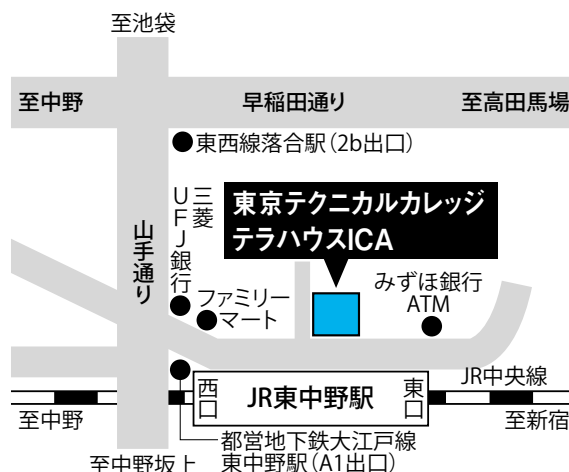 至池袋
至中野
早稲田通り
至高田馬場
東西線落合駅（2b出口）
三菱
UFJ銀行
山手通り
東京テクニカルカレッジ
テラハウスICA
ファミリー
マート
みずほ銀行
ATM
西口
JR東中野駅
東口
JR中央線
至中野
至新宿
都営地下鉄大江戸線
東中野駅（A1出口）
至中野坂上